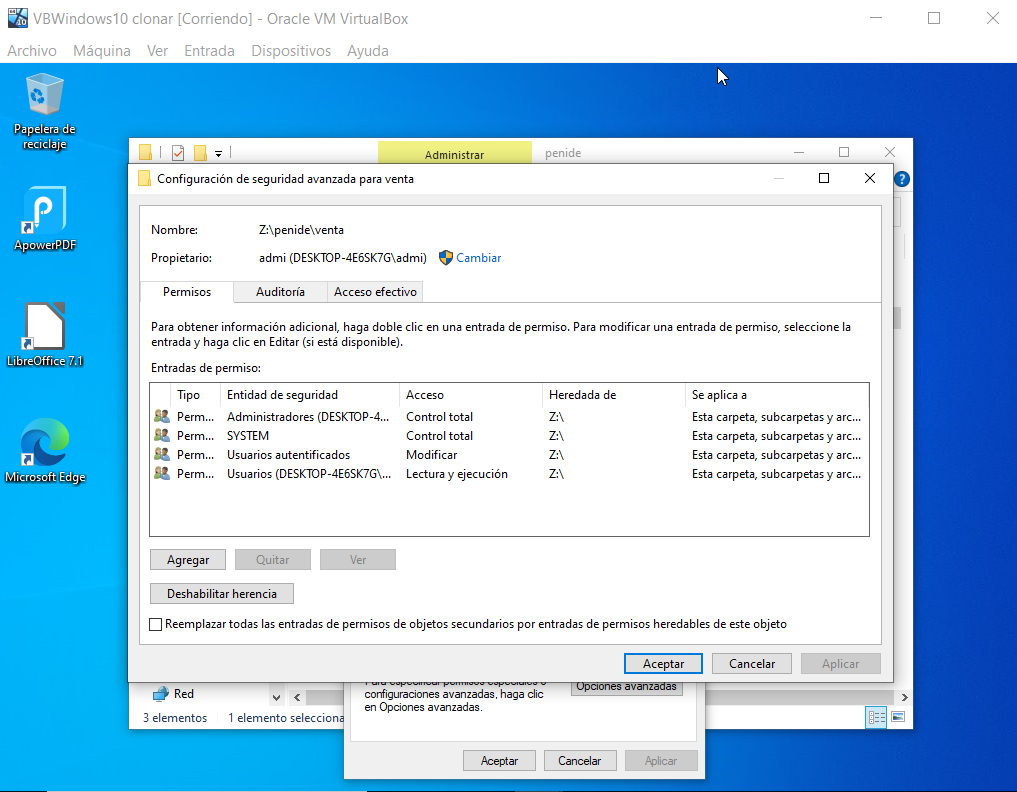 VBWindows10 clonar [Corriendo] - Oracle VM VirtualBox
Archivo Máquina Ver Entrada Dispositivos Ayuda
Papelera de
reciclaje
ApowerPDF
LibreOffice 7.1
Microsoft Edge
Administrar penide
Configuración de seguridad avanzada para venta
Nombre: Z:\penide\venta
Propietario: admi (DESKTOP-4E6SK7G\admi) Cambiar
Permisos Auditoría Acceso efectivo
Para obtener información adicional, haga doble clic en una entrada de permiso. Para modificar una entrada de permiso, seleccione la
entrada y haga clic en Editar (si está disponible).
Entradas de permiso:
Tipo Entidad de seguridad Acceso Heredada de Se aplica a
Perm... Administradores (DESKTOP-4... Control total Z:\ Esta carpeta, subcarpetas y arc...
Perm... SYSTEM Control total Z:\ Esta carpeta, subcarpetas y arc...
Perm... Usuarios autentificados Modificar Z:\ Esta carpeta, subcarpetas y arc...
Perm... Usuarios (DESKTOP-4E6SK7G\... Lectura y ejecución Z:\ Esta carpeta, subcarpetas y arc...
Agregar Quitar Ver
Deshabilitar herencia
Reemplazar todas las entradas de permisos de objetos secundarios por entradas de permisos heredables de este objeto
Aceptar Cancelar Aplicar
Red
3 elementos 1 elemento selecciona
Para especificar permisos especiales o
configuraciones avanzadas, haga clic
en Opciones avanzadas.
Opciones avanzadas
Aceptar Cancelar Aplicar